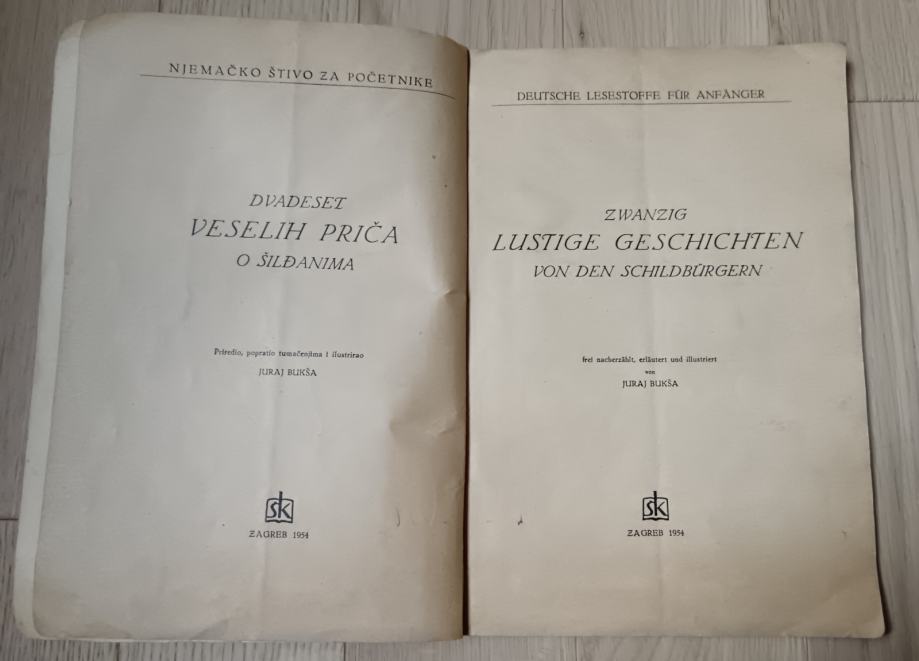 NJEMAČKO ŠTIVO ZA POČETNIKE
DVADESET
VESELIH PRIČA
O ŠILĐANIMA
Priredio, popratio tumačenjima i ilustrirao
JURAJ BUKŠA
sk
ZAGREB 1954
DEUTSCHE LESESTOFFE FÜR ANFÄNGER
ZWANZIG
LUSTIGE GESCHICHTEN
VON DEN SCHILDBÜRGERN
frei nacherzählt, erläutert und illustriert
von
JURAJ BUKŠA
sk
ZAGREB 1954